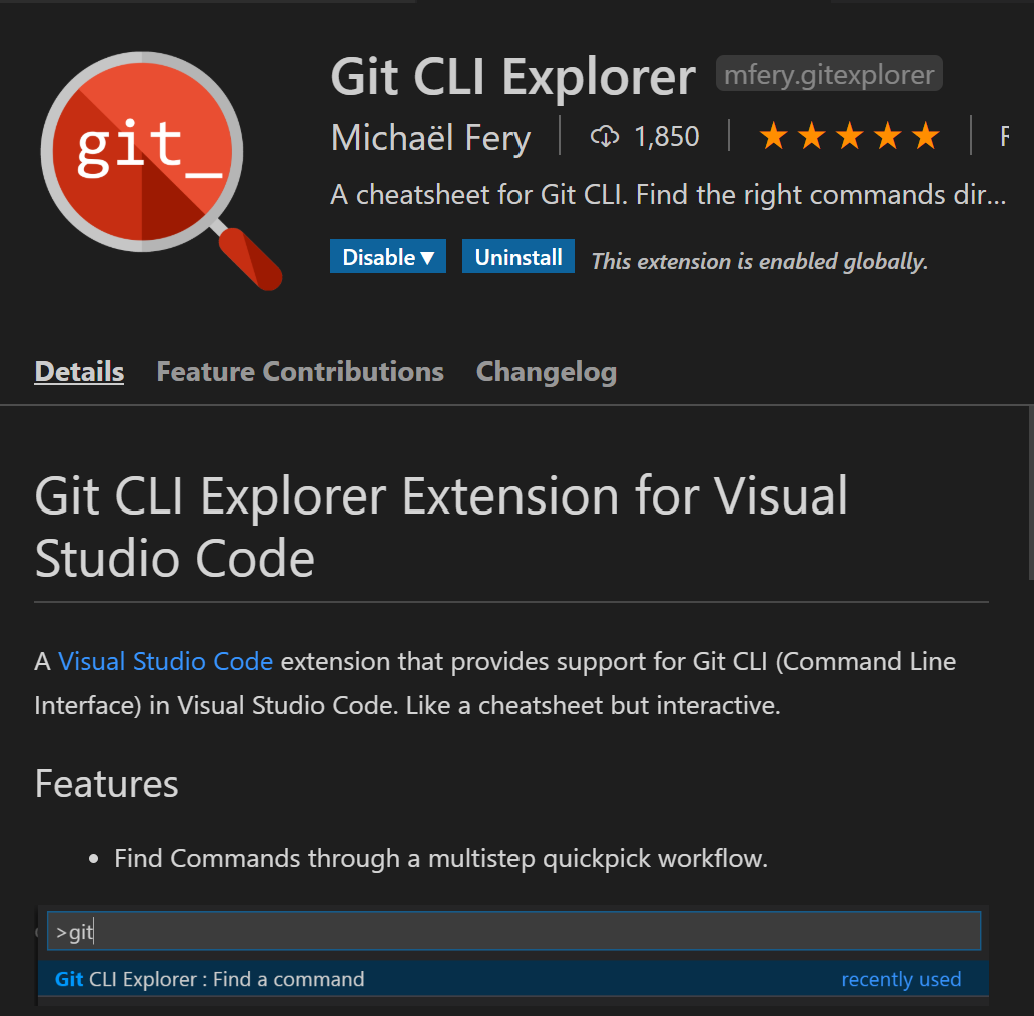 git_
Git CLI Explorer mfery.gitexplorer
Michaël Fery 1,850
A cheatsheet for Git CLI. Find the right commands dir...
Disable Uninstall This extension is enabled globally.
Details Feature Contributions Changelog
Git CLI Explorer Extension for Visual
Studio Code
A Visual Studio Code extension that provides support for Git CLI (Command Line
Interface) in Visual Studio Code. Like a cheatsheet but interactive.
Features
• Find Commands through a multistep quickpick workflow.
>git
Git CLI Explorer : Find a command recently used